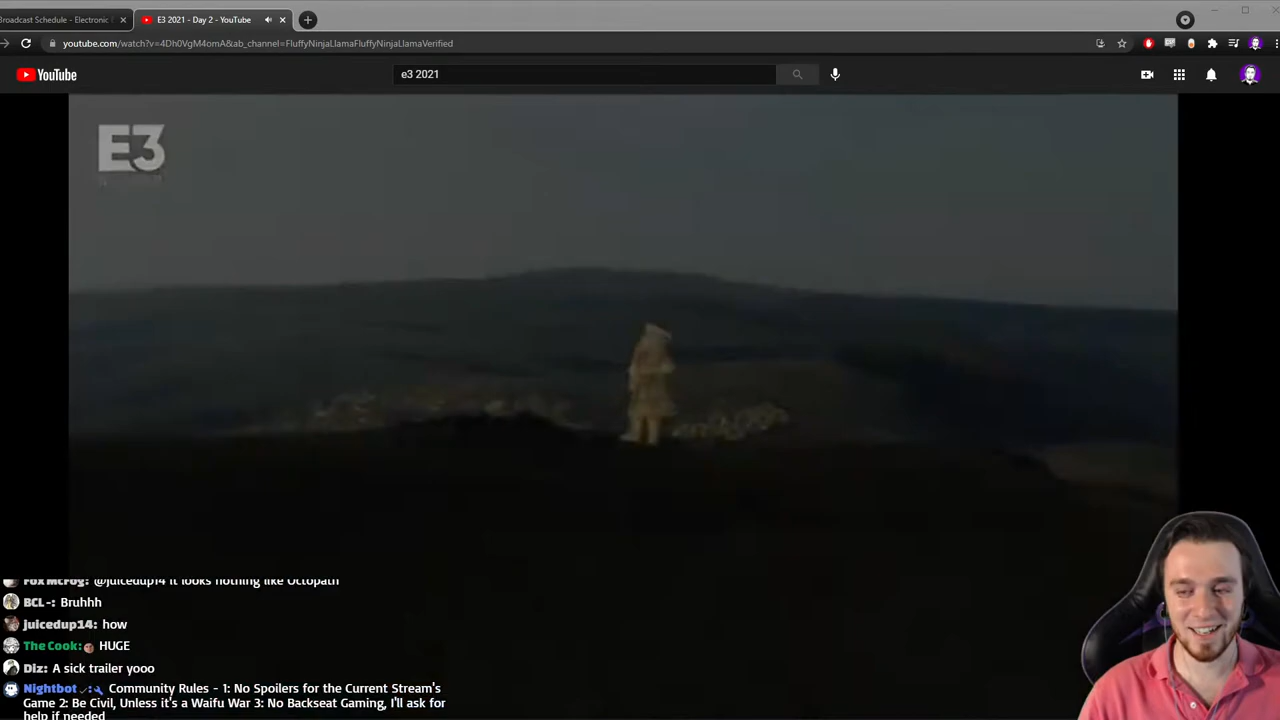 Broadcast Schedule - Electronic E
E3 2021 - Day 2 - YouTube
youtube.com/watch?v=4Dh0VgM4omA&ab_channel=FluffyNinjaLlamaFluffyNinjaLlamaVerified
YouTube
e3 2021
E3
Fox McFog: @juicedup14 it looks nothing like Octopath
BCL -: Bruhhh
juicedup14: how
The Cook: HUGE
Diz: A sick trailer yooo
Nightbot: Community Rules - 1: No Spoilers for the Current Stream's
Game 2: Be Civil, Unless it's a Waifu War 3: No Backseat Gaming, I'll ask for
help if needed